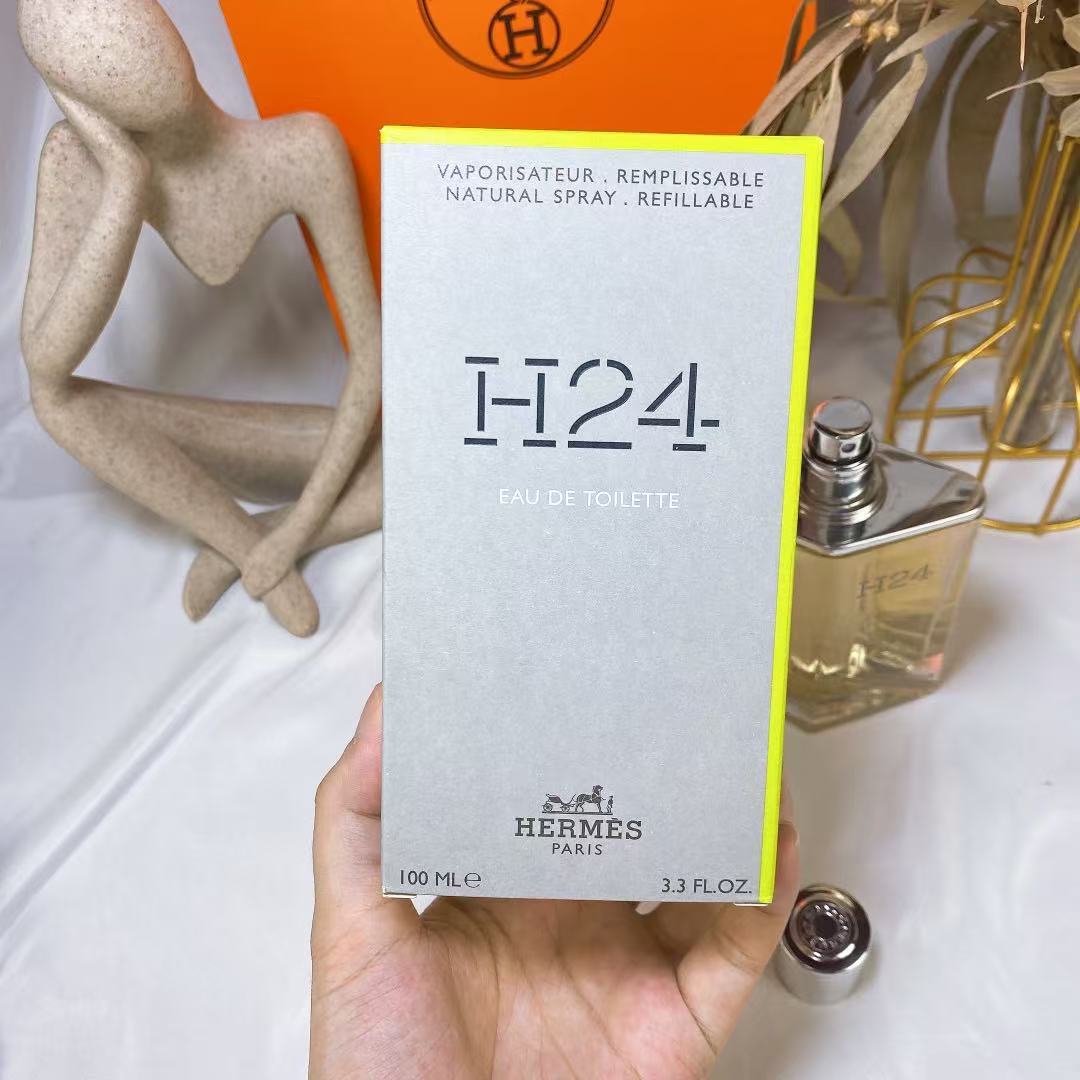 H
VAPORISATEUR . REMPLISSABLE
NATURAL SPRAY . REFILLABLE
H24
EAU DE TOILETTE
H24
HERMÈS
PARIS
100 ML ℮
3.3 FL.OZ.